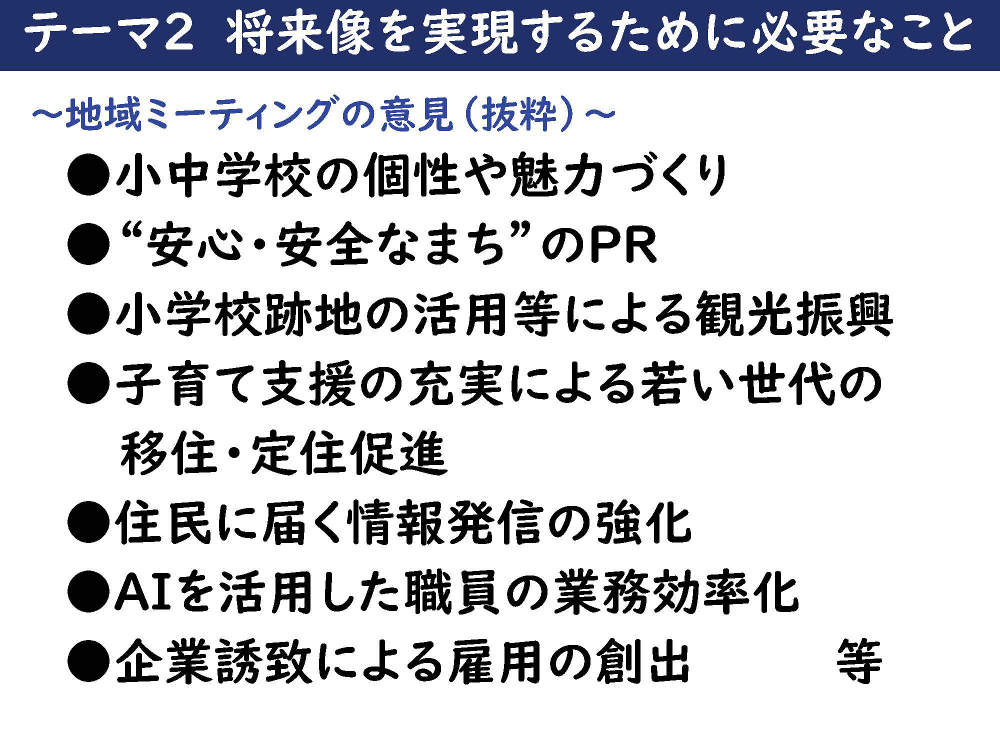 テーマ2　将来像を実現するために必要なこと
～地域ミーティングの意見（抜粋）～
●小中学校の個性や魅力づくり
●“安心・安全なまち”のPR
●小学校跡地の活用等による観光振興
●子育て支援の充実による若い世代の
移住・定住促進
●住民に届く情報発信の強化
●AIを活用した職員の業務効率化
●企業誘致による雇用の創出　　　等